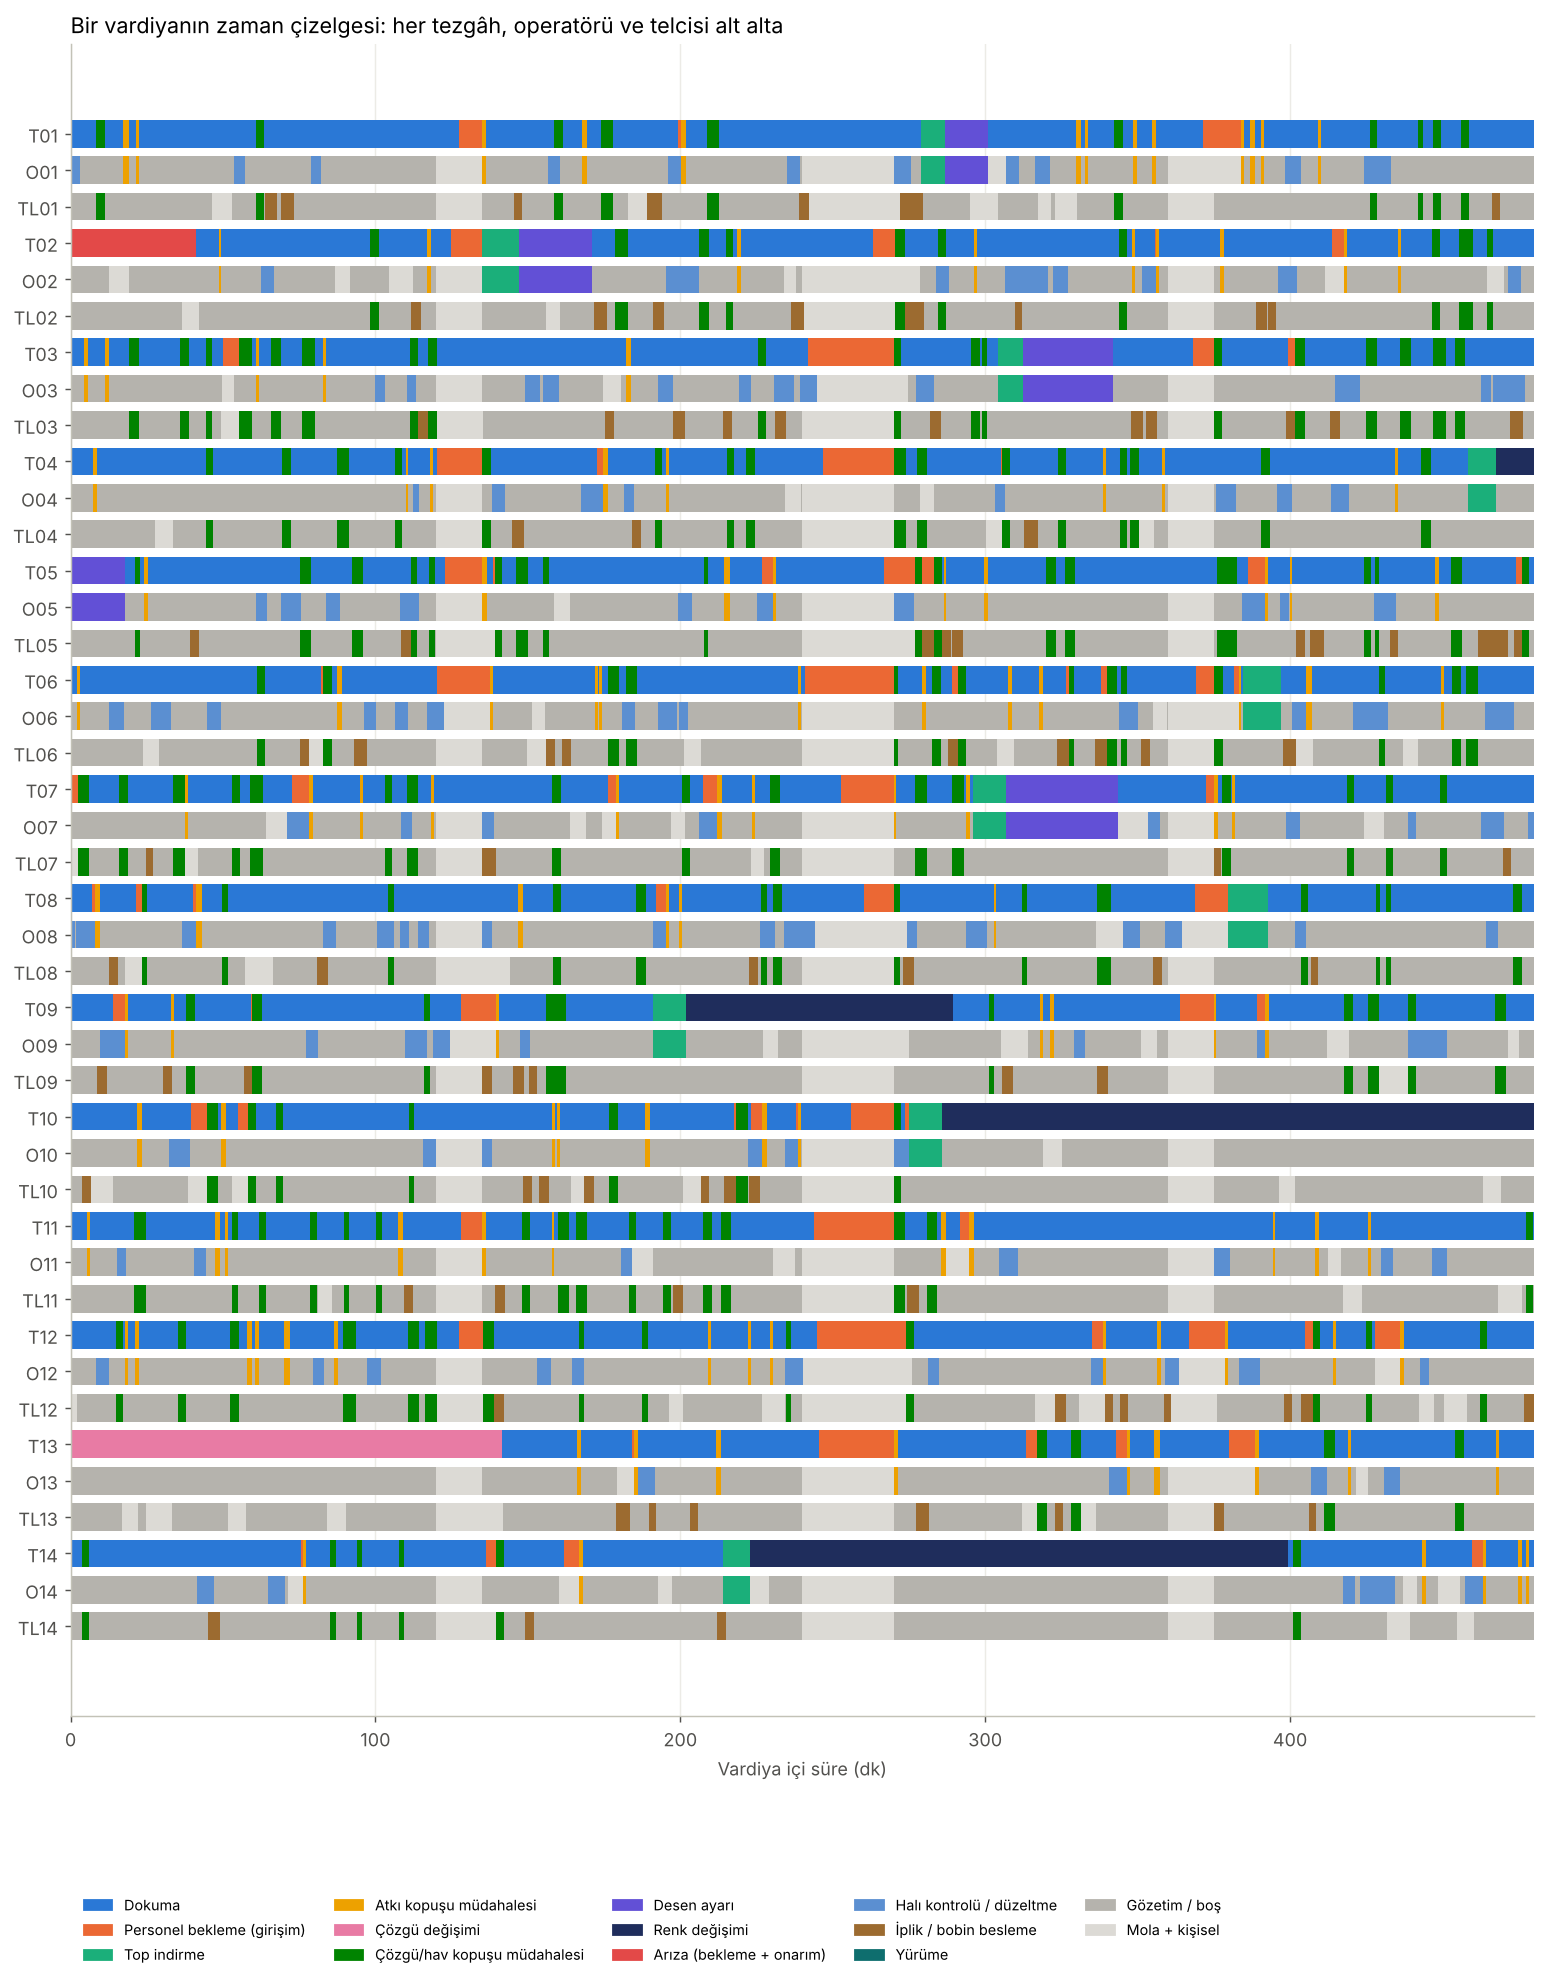 Bir vardiyanın zaman çizelgesi: her tezgâh, operatörü ve telcisi alt alta
T01
O01
TL01
T02
O02
TL02
T03
O03
TL03
T04
O04
TL04
T05
O05
TL05
T06
O06
TL06
T07
O07
TL07
T08
O08
TL08
T09
O09
TL09
T10
O10
TL10
T11
O11
TL11
T12
O12
TL12
T13
O13
TL13
T14
O14
TL14
0 100 200 300 400
Vardiya içi süre (dk)
Dokuma Atkı kopuşu müdahalesi Desen ayarı Halı kontrolü / düzeltme Gözetim / boş
Personel bekleme (girişim) Çözgü değişimi Renk değişimi İplik / bobin besleme Mola + kişisel
Top indirme Çözgü/hav kopuşu müdahalesi Arıza (bekleme + onarım) Yürüme